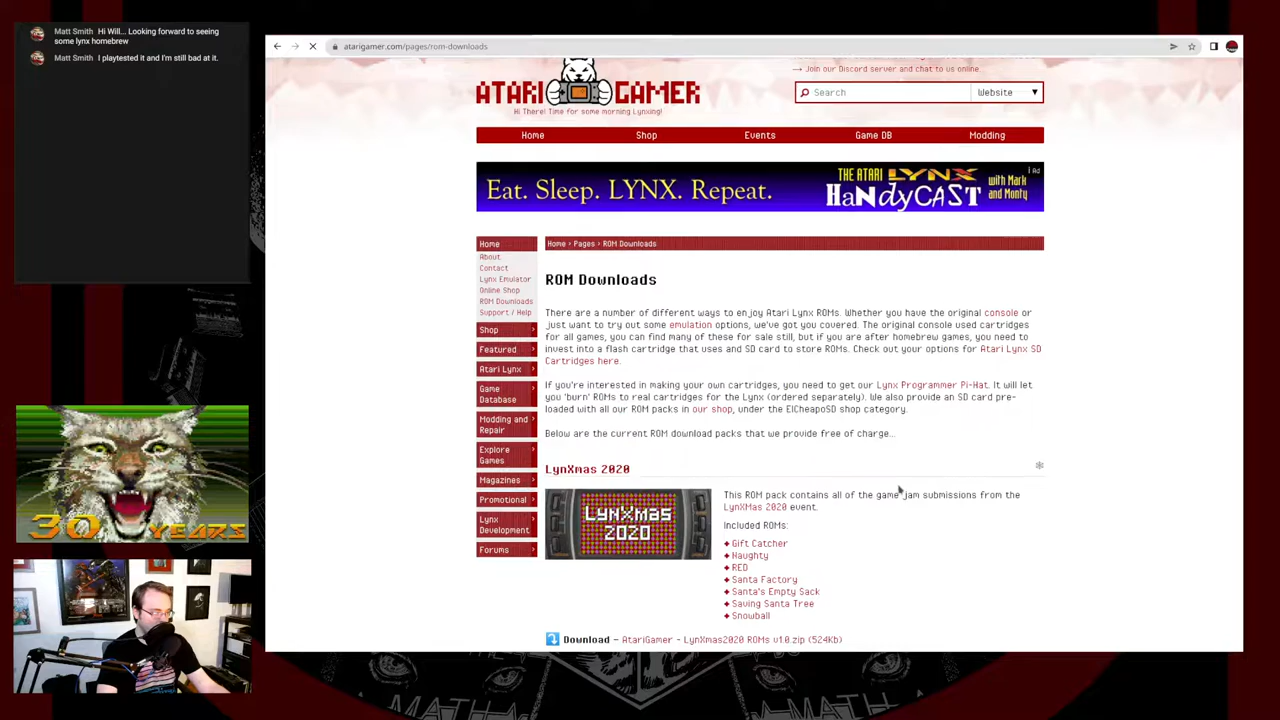 Matt Smith Hi Will... Looking forward to seeing
some lynx homebrew
Matt Smith I playtested it and I'm still bad at it.
atarigamer.com/pages/rom-downloads
Join our Discord server and chat to us online.
ATARI GAMER
Hi There! Time for some morning Lynxing!
Search
Website
Home
Shop
Events
Game DB
Modding
Eat. Sleep. LYNX. Repeat.
THE ATARI LYNX
HANDYCAST
with Mark
and Monty
Ad
Home
About
Contact
Lynx Emulator
Online Shop
ROM Downloads
Support / Help
Shop
Featured
Atari Lynx
Game
Database
Modding and
Repair
Explore
Games
Magazines
Promotional
Lynx
Development
Forums
Home › Pages › ROM Downloads
ROM Downloads
There are a number of different ways to enjoy Atari Lynx ROMs. Whether you have the original console or
just want to try out some emulation options, we've got you covered. The original console used cartridges
for all games, you can find many of these for sale still, but if you are after homebrew games, you need to
invest into a flash cartridge that uses and SD card to store ROMs. Check out your options for Atari Lynx SD
Cartridges here.
If you're interested in making your own cartridges, you need to get our Lynx Programmer Pi-Hat. It will let
you 'burn' ROMs to real cartridges for the Lynx (ordered separately). We also provide an SD card pre-
loaded with all our ROM packs in our shop, under the ElCheapoSD shop category.
Below are the current ROM download packs that we provide free of charge...
LynXmas 2020
LynXmas
2020
This ROM pack contains all of the game jam submissions from the
LynXMas 2020 event.
Included ROMs:
Gift Catcher
Naughty
RED
Santa Factory
Santa's Empty Sack
Saving Santa Tree
Snowball
Download – AtariGamer - LynXmas2020 ROMs v1.0.zip (524Kb)
30 YEARS